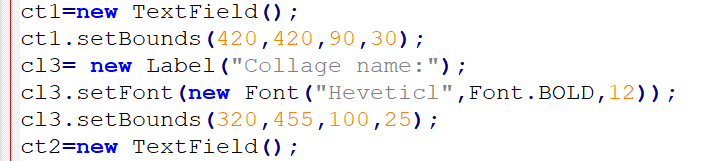 ct1=new TextField();
ct1.setBounds(420,420,90,30);
cl3= new Label("Collage name:");
cl3.setFont(new Font("Heveticl",Font.BOLD,12));
cl3.setBounds(320,455,100,25);
ct2=new TextField();